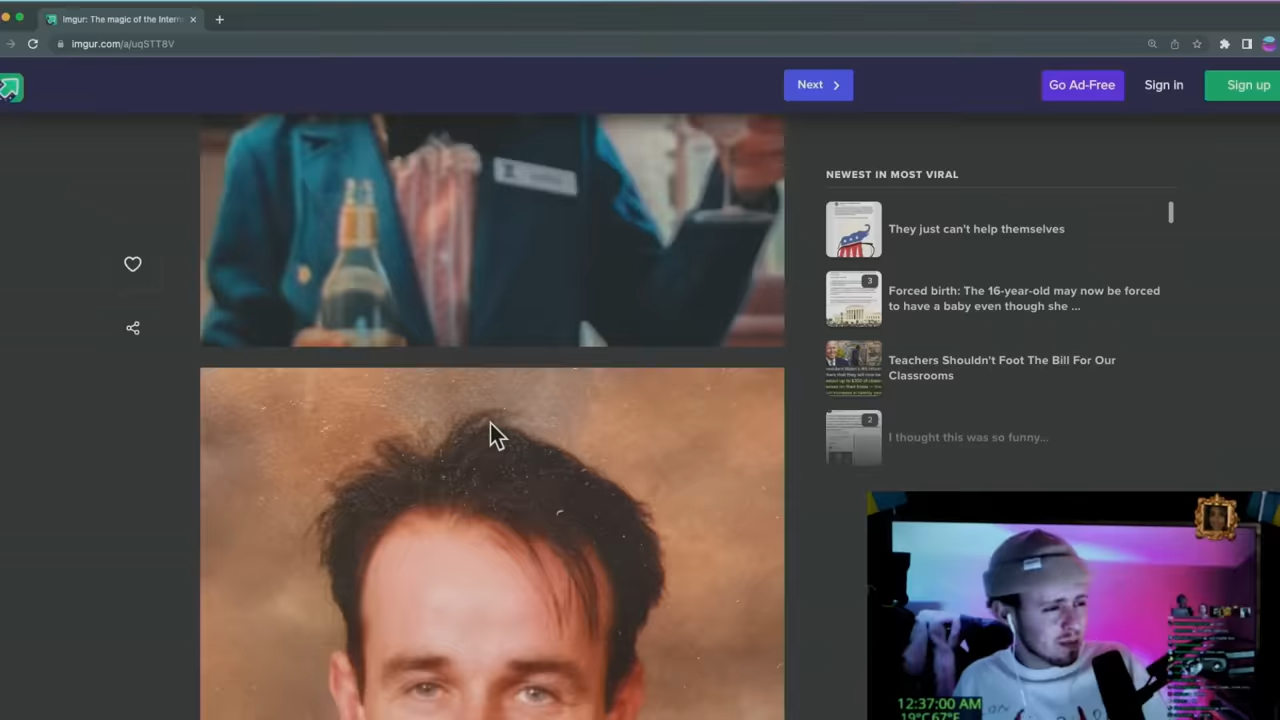 Imgur: The magic of the Intern
imgur.com/a/uqSTT8V
Next
Go Ad-Free
Sign in
Sign up
NEWEST IN MOST VIRAL
They just can't help themselves
3
Forced birth: The 16-year-old may now be forced
to have a baby even though she ...
Teachers Shouldn't Foot The Bill For Our
Classrooms
2
I thought this was so funny...
12:37:00 AM
19°C 67°F